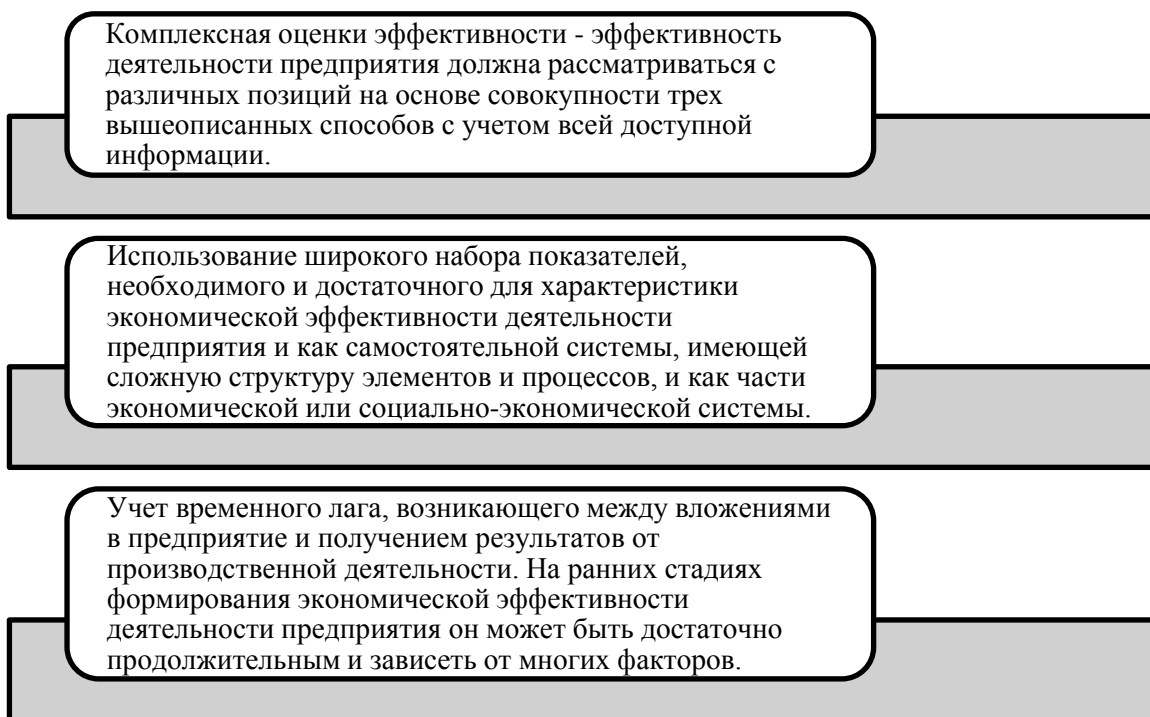 Комплексная оценки эффективности - эффективность
деятельности предприятия должна рассматриваться с
различных позиций на основе совокупности трех
вышеописанных способов с учетом всей доступной
информации.
Использование широкого набора показателей,
необходимого и достаточного для характеристики
экономической эффективности деятельности
предприятия и как самостоятельной системы, имеющей
сложную структуру элементов и процессов, и как части
экономической или социально-экономической системы.
Учет временного лага, возникающего между вложениями
в предприятие и получением результатов от
производственной деятельности. На ранних стадиях
формирования экономической эффективности
деятельности предприятия он может быть достаточно
продолжительным и зависеть от многих факторов.